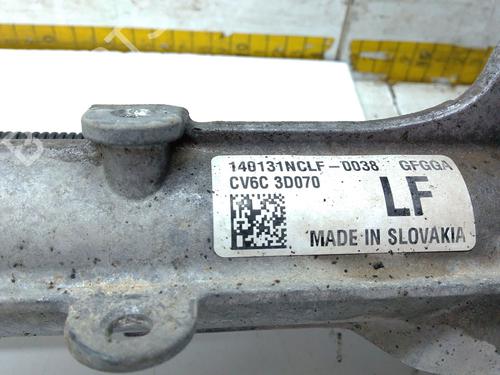 140131NCLF-0038 GFGGA
CV6C 3D070
LF
MADE IN SLOVAKIA